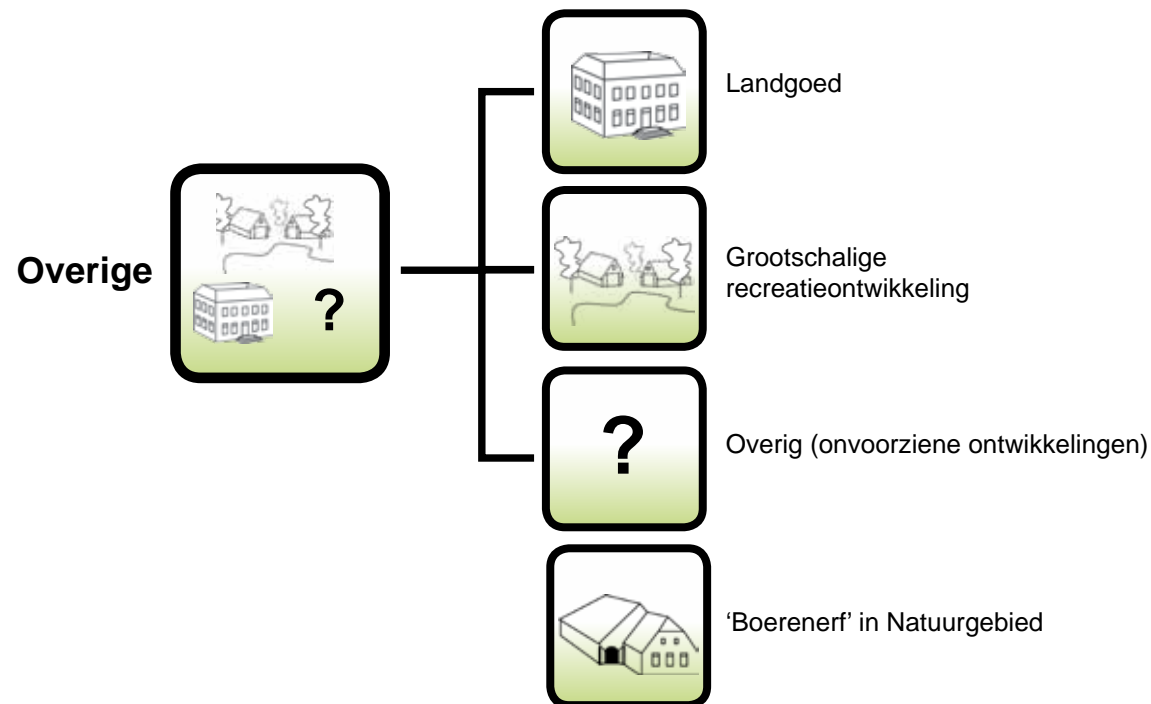 Landgoed
Overige
?
Grootschalige
recreatieontwikkeling
?
Overig (onvoorziene ontwikkelingen)
‘Boerenerf’ in Natuurgebied